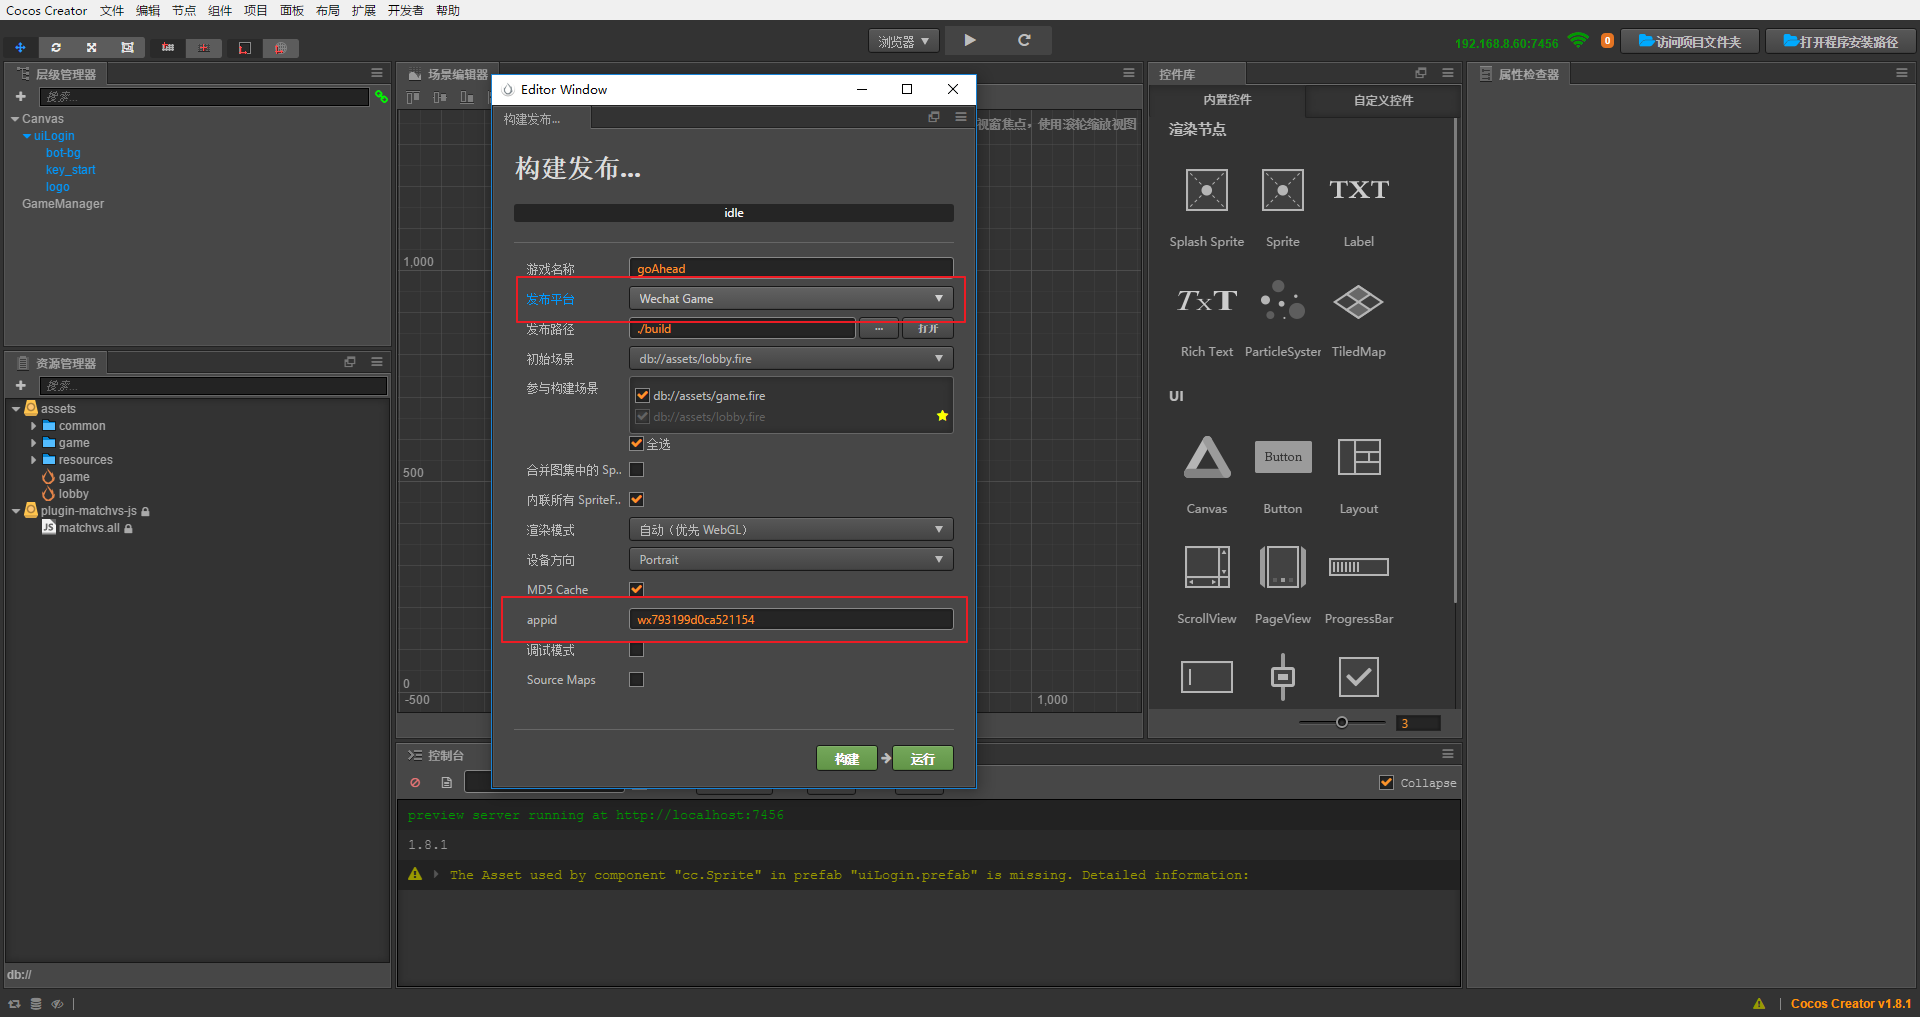 Cocos Creator 文件 编辑 节点 组件 项目 面板 布局 扩展 开发者 帮助
浏览器
192.168.8.60:7456
0
访问项目文件夹
打开程序安装路径
层级管理器
搜索...
Canvas
uiLogin
bot-bg
key_start
logo
GameManager
资源管理器
搜索...
assets
common
game
resources
game
lobby
plugin-matchvs-js
matchvs.all
db://
场景编辑器
视窗焦点，使用滚轮缩放视图
1,000
500
0
-500
1,000
Editor Window
构建发布...
构建发布...
idle
游戏名称 goAhead
发布平台 Wechat Game
发布路径 ./build ... 打开
初始场景 db://assets/lobby.fire
参与构建场景 db://assets/game.fire
db://assets/lobby.fire
全选
合并图集中的 Sp..
内联所有 SpriteF..
渲染模式 自动（优先 WebGL）
设备方向 Portrait
MD5 Cache
appid wx793199d0ca521154
调试模式
Source Maps
构建
运行
控制台
Collapse
preview server running at http://localhost:7456
1.8.1
The Asset used by component "cc.Sprite" in prefab "uiLogin.prefab" is missing. Detailed information:
控件库
内置控件 自定义控件
渲染节点
TXT
Splash Sprite Sprite Label
TxT
Rich Text ParticleSyster TiledMap
UI
Button
Canvas Button Layout
ScrollView PageView ProgressBar
3
属性检查器
Cocos Creator v1.8.1